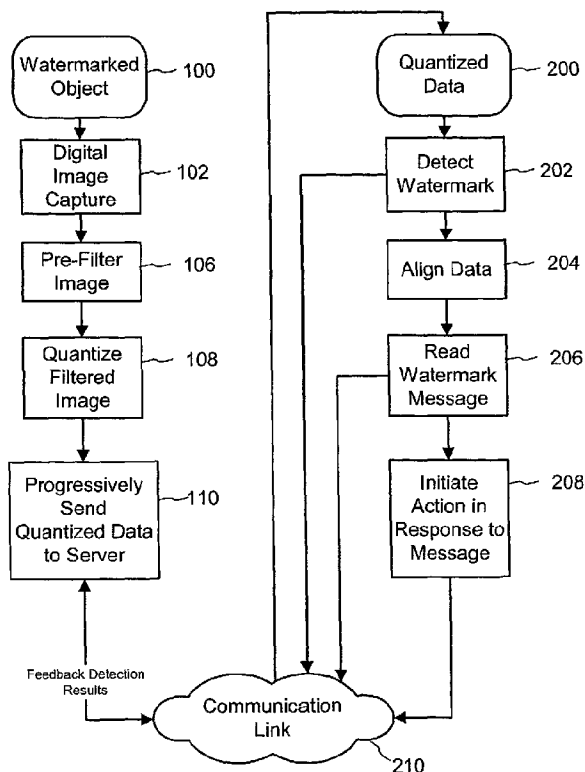 Watermarked
Object
100
Digital
Image
Capture
102
Pre-Filter
Image
106
Quantize
Filtered
Image
108
Progressively
Send
Quantized Data
to Server
110
Feedback Detection
Results
Quantized
Data
200
Detect
Watermark
202
Align Data
204
Read
Watermark
Message
206
Initiate
Action in
Response to
Message
208
Communication
Link
210